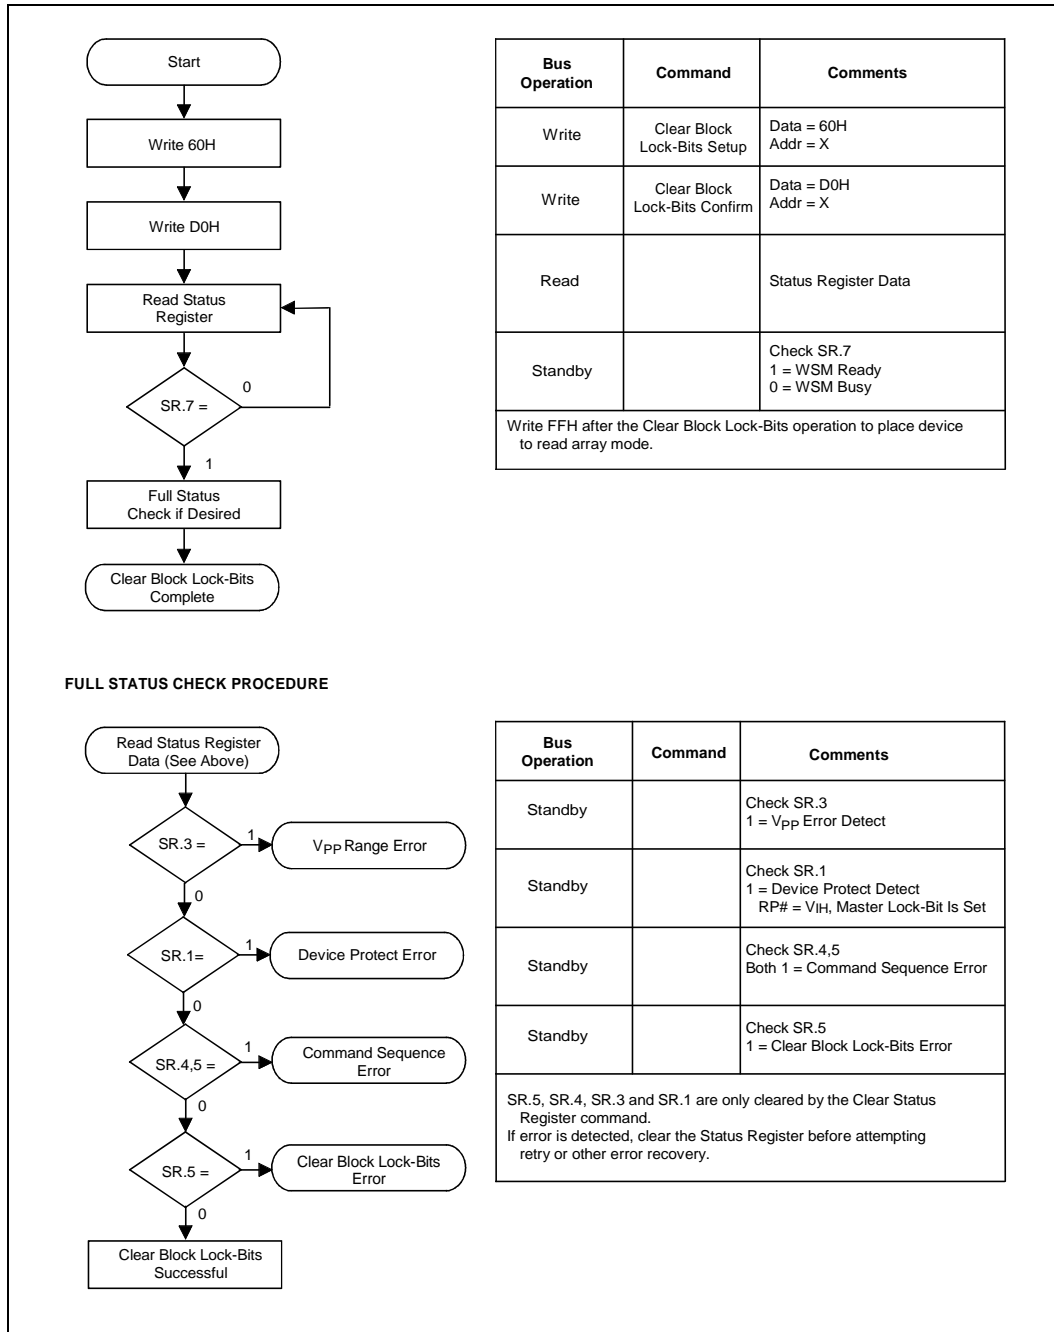 Start
Write 60H
Write D0H
Read Status
Register
0
SR.7 =
1
Full Status
Check if Desired
Clear Block Lock-Bits
Complete
Bus
Operation
Command
Comments
Write
Clear Block
Lock-Bits Setup
Data = 60H
Addr = X
Write
Clear Block
Lock-Bits Confirm
Data = D0H
Addr = X
Read
Status Register Data
Standby
Check SR.7
1 = WSM Ready
0 = WSM Busy
Write FFH after the Clear Block Lock-Bits operation to place device
to read array mode.
FULL STATUS CHECK PROCEDURE
Read Status Register
Data (See Above)
SR.3 =
1
VPP Range Error
0
SR.1=
1
Device Protect Error
0
SR.4,5 =
1
Command Sequence
Error
0
SR.5 =
1
Clear Block Lock-Bits
Error
0
Clear Block Lock-Bits
Successful
Bus
Operation
Command
Comments
Standby
Check SR.3
1 = VPP Error Detect
Standby
Check SR.1
1 = Device Protect Detect
RP# = VIH, Master Lock-Bit Is Set
Standby
Check SR.4,5
Both 1 = Command Sequence Error
Standby
Check SR.5
1 = Clear Block Lock-Bits Error
SR.5, SR.4, SR.3 and SR.1 are only cleared by the Clear Status
Register command.
If error is detected, clear the Status Register before attempting
retry or other error recovery.